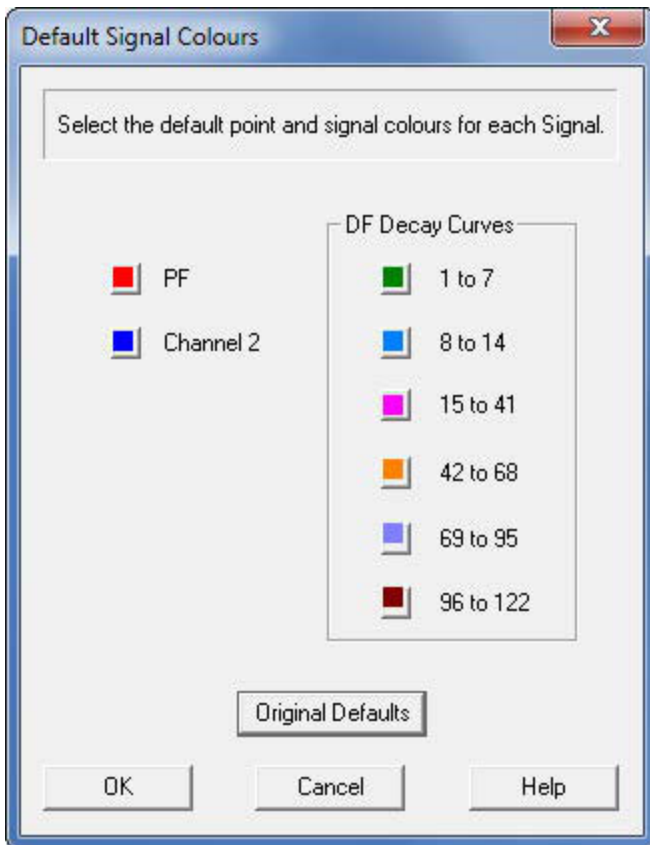 Default Signal Colours
Select the default point and signal colours for each Signal.
PF
Channel 2
DF Decay Curves
1 to 7
8 to 14
15 to 41
42 to 68
69 to 95
96 to 122
Original Defaults
OK
Cancel
Help